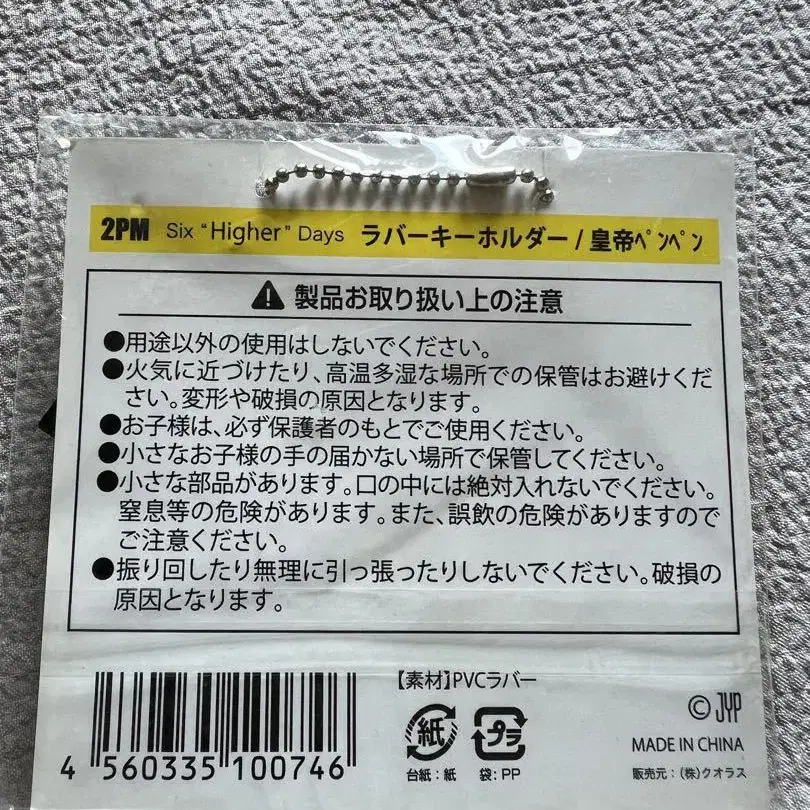 2PM Six “Higher” Days ラバーキーホルダー / 皇帝ペンペン
製品お取り扱い上の注意
●用途以外の使用はしないでください。
●火気に近づけたり、高温多湿な場所での保管はお避けくだ
さい。変形や破損の原因となります。
●お子様は、必ず保護者のもとでご使用ください。
●小さなお子様の手の届かない場所で保管してください。
●小さな部品があります。口の中には絶対入れないでください。
窒息等の危険があります。また、誤飲の危険がありますので
ご注意ください。
●振り回したり無理に引っ張ったりしないでください。破損の
原因となります。
【素材】PVCラバー
紙 プラ
台紙：紙 袋：PP
4 560335 100746
© JYP
MADE IN CHINA
販売元：(株)クオラス